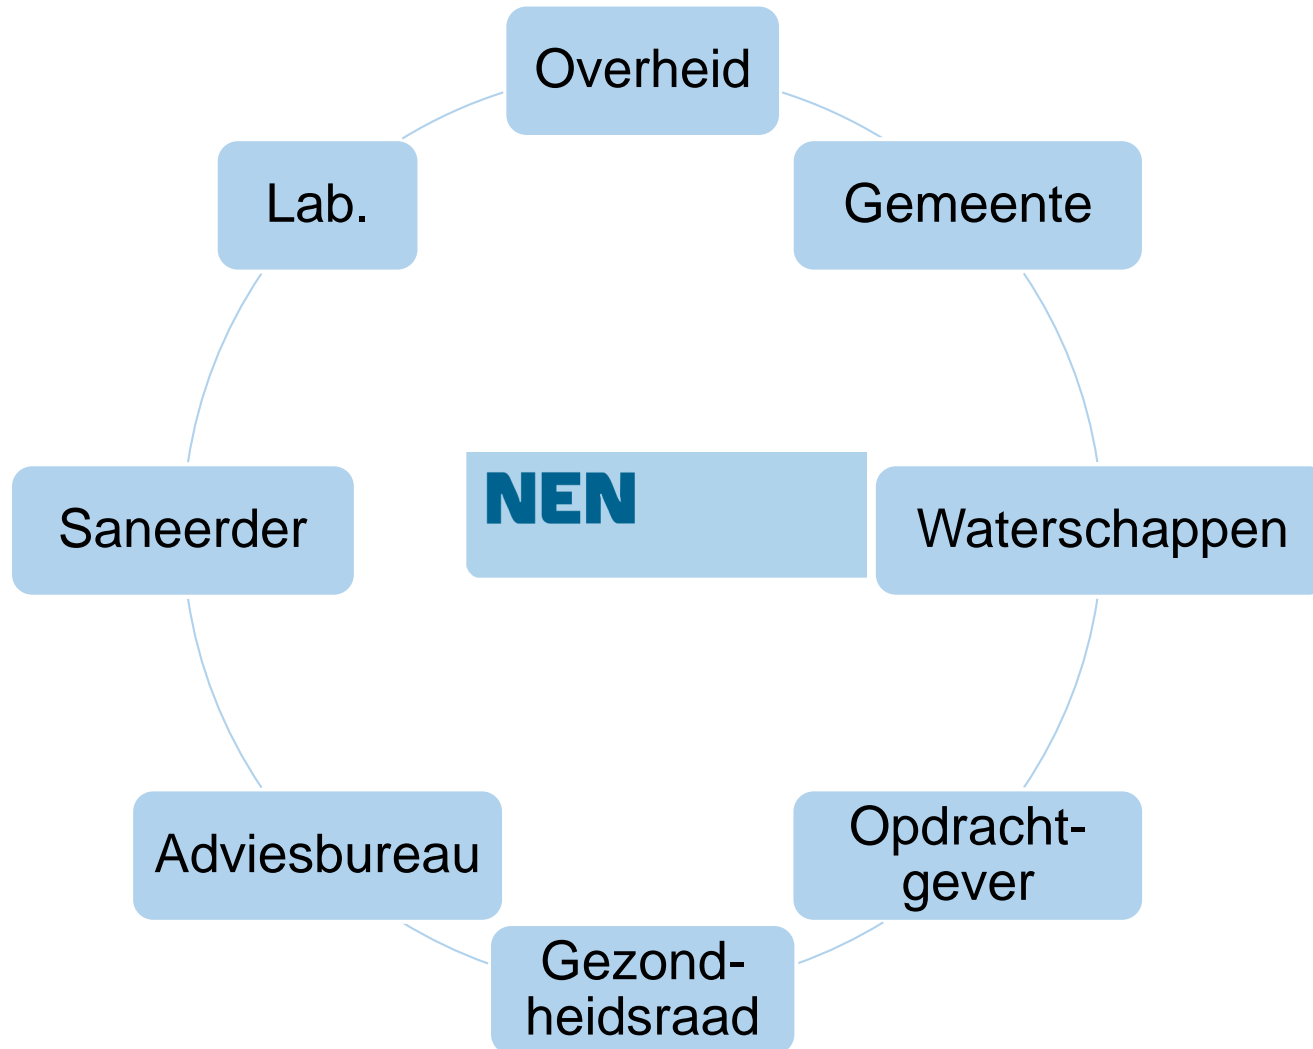 Overheid
Gemeente
Lab.
NEN
Waterschappen
Saneerder
Opdracht-
gever
Adviesbureau
Gezond-
heidsraad